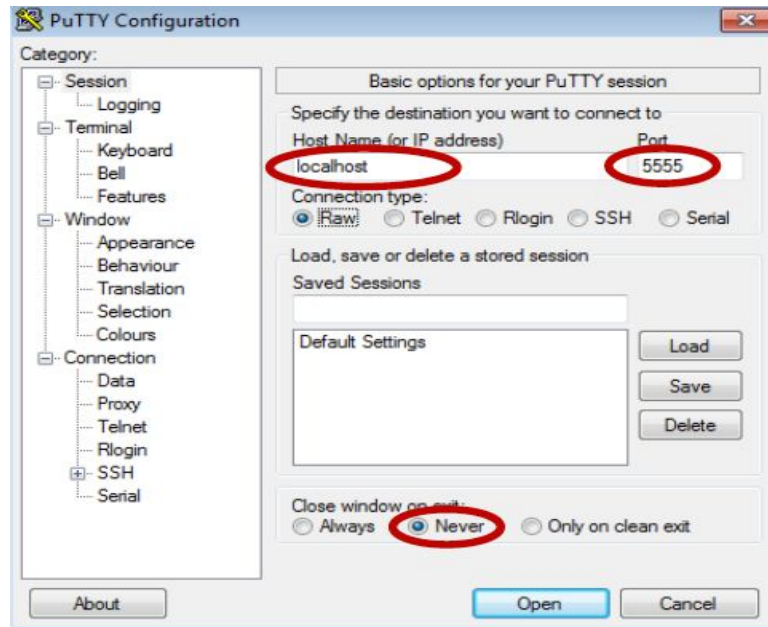 PuTTY Configuration
Category:
Session
Logging
Terminal
Keyboard
Bell
Features
Window
Appearance
Behaviour
Translation
Selection
Colours
Connection
Data
Proxy
Telnet
Rlogin
SSH
Serial
Basic options for your PuTTY session
Specify the destination you want to connect to
Host Name (or IP address) Port
localhost 5555
Connection type:
Raw Telnet Rlogin SSH Serial
Load, save or delete a stored session
Saved Sessions
Default Settings
Load
Save
Delete
Close window on exit:
Always Never Only on clean exit
About Open Cancel